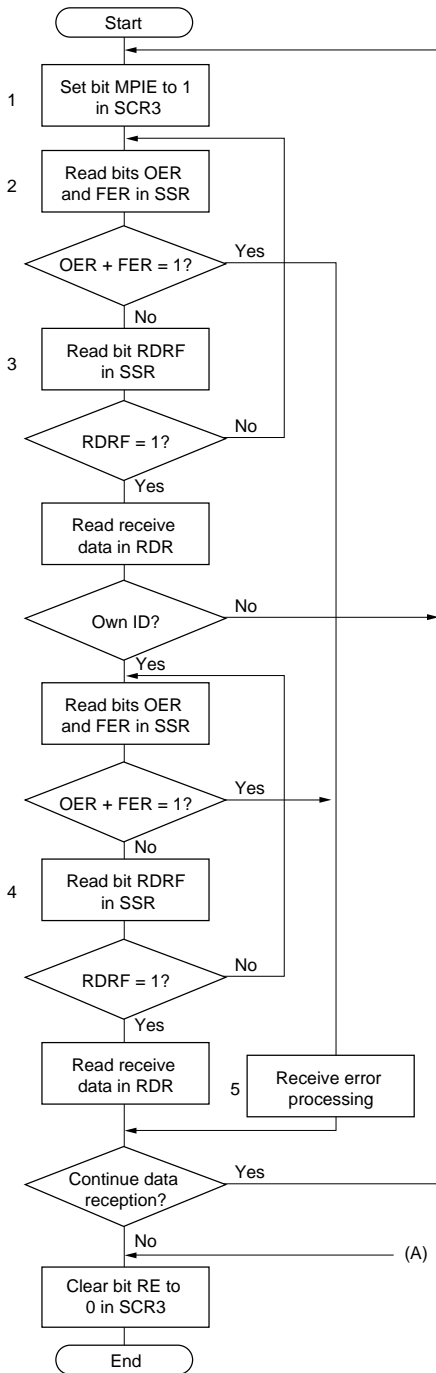 Start
1
Set bit MPIE to 1
in SCR3
2
Read bits OER
and FER in SSR
OER + FER = 1?
Yes
No
3
Read bit RDRF
in SSR
RDRF = 1?
No
Yes
Read receive
data in RDR
Own ID?
No
Yes
Read bits OER
and FER in SSR
OER + FER = 1?
Yes
No
4
Read bit RDRF
in SSR
RDRF = 1?
No
Yes
Read receive
data in RDR
5
Receive error
processing
Continue data
reception?
Yes
No
(A)
Clear bit RE to
0 in SCR3
End